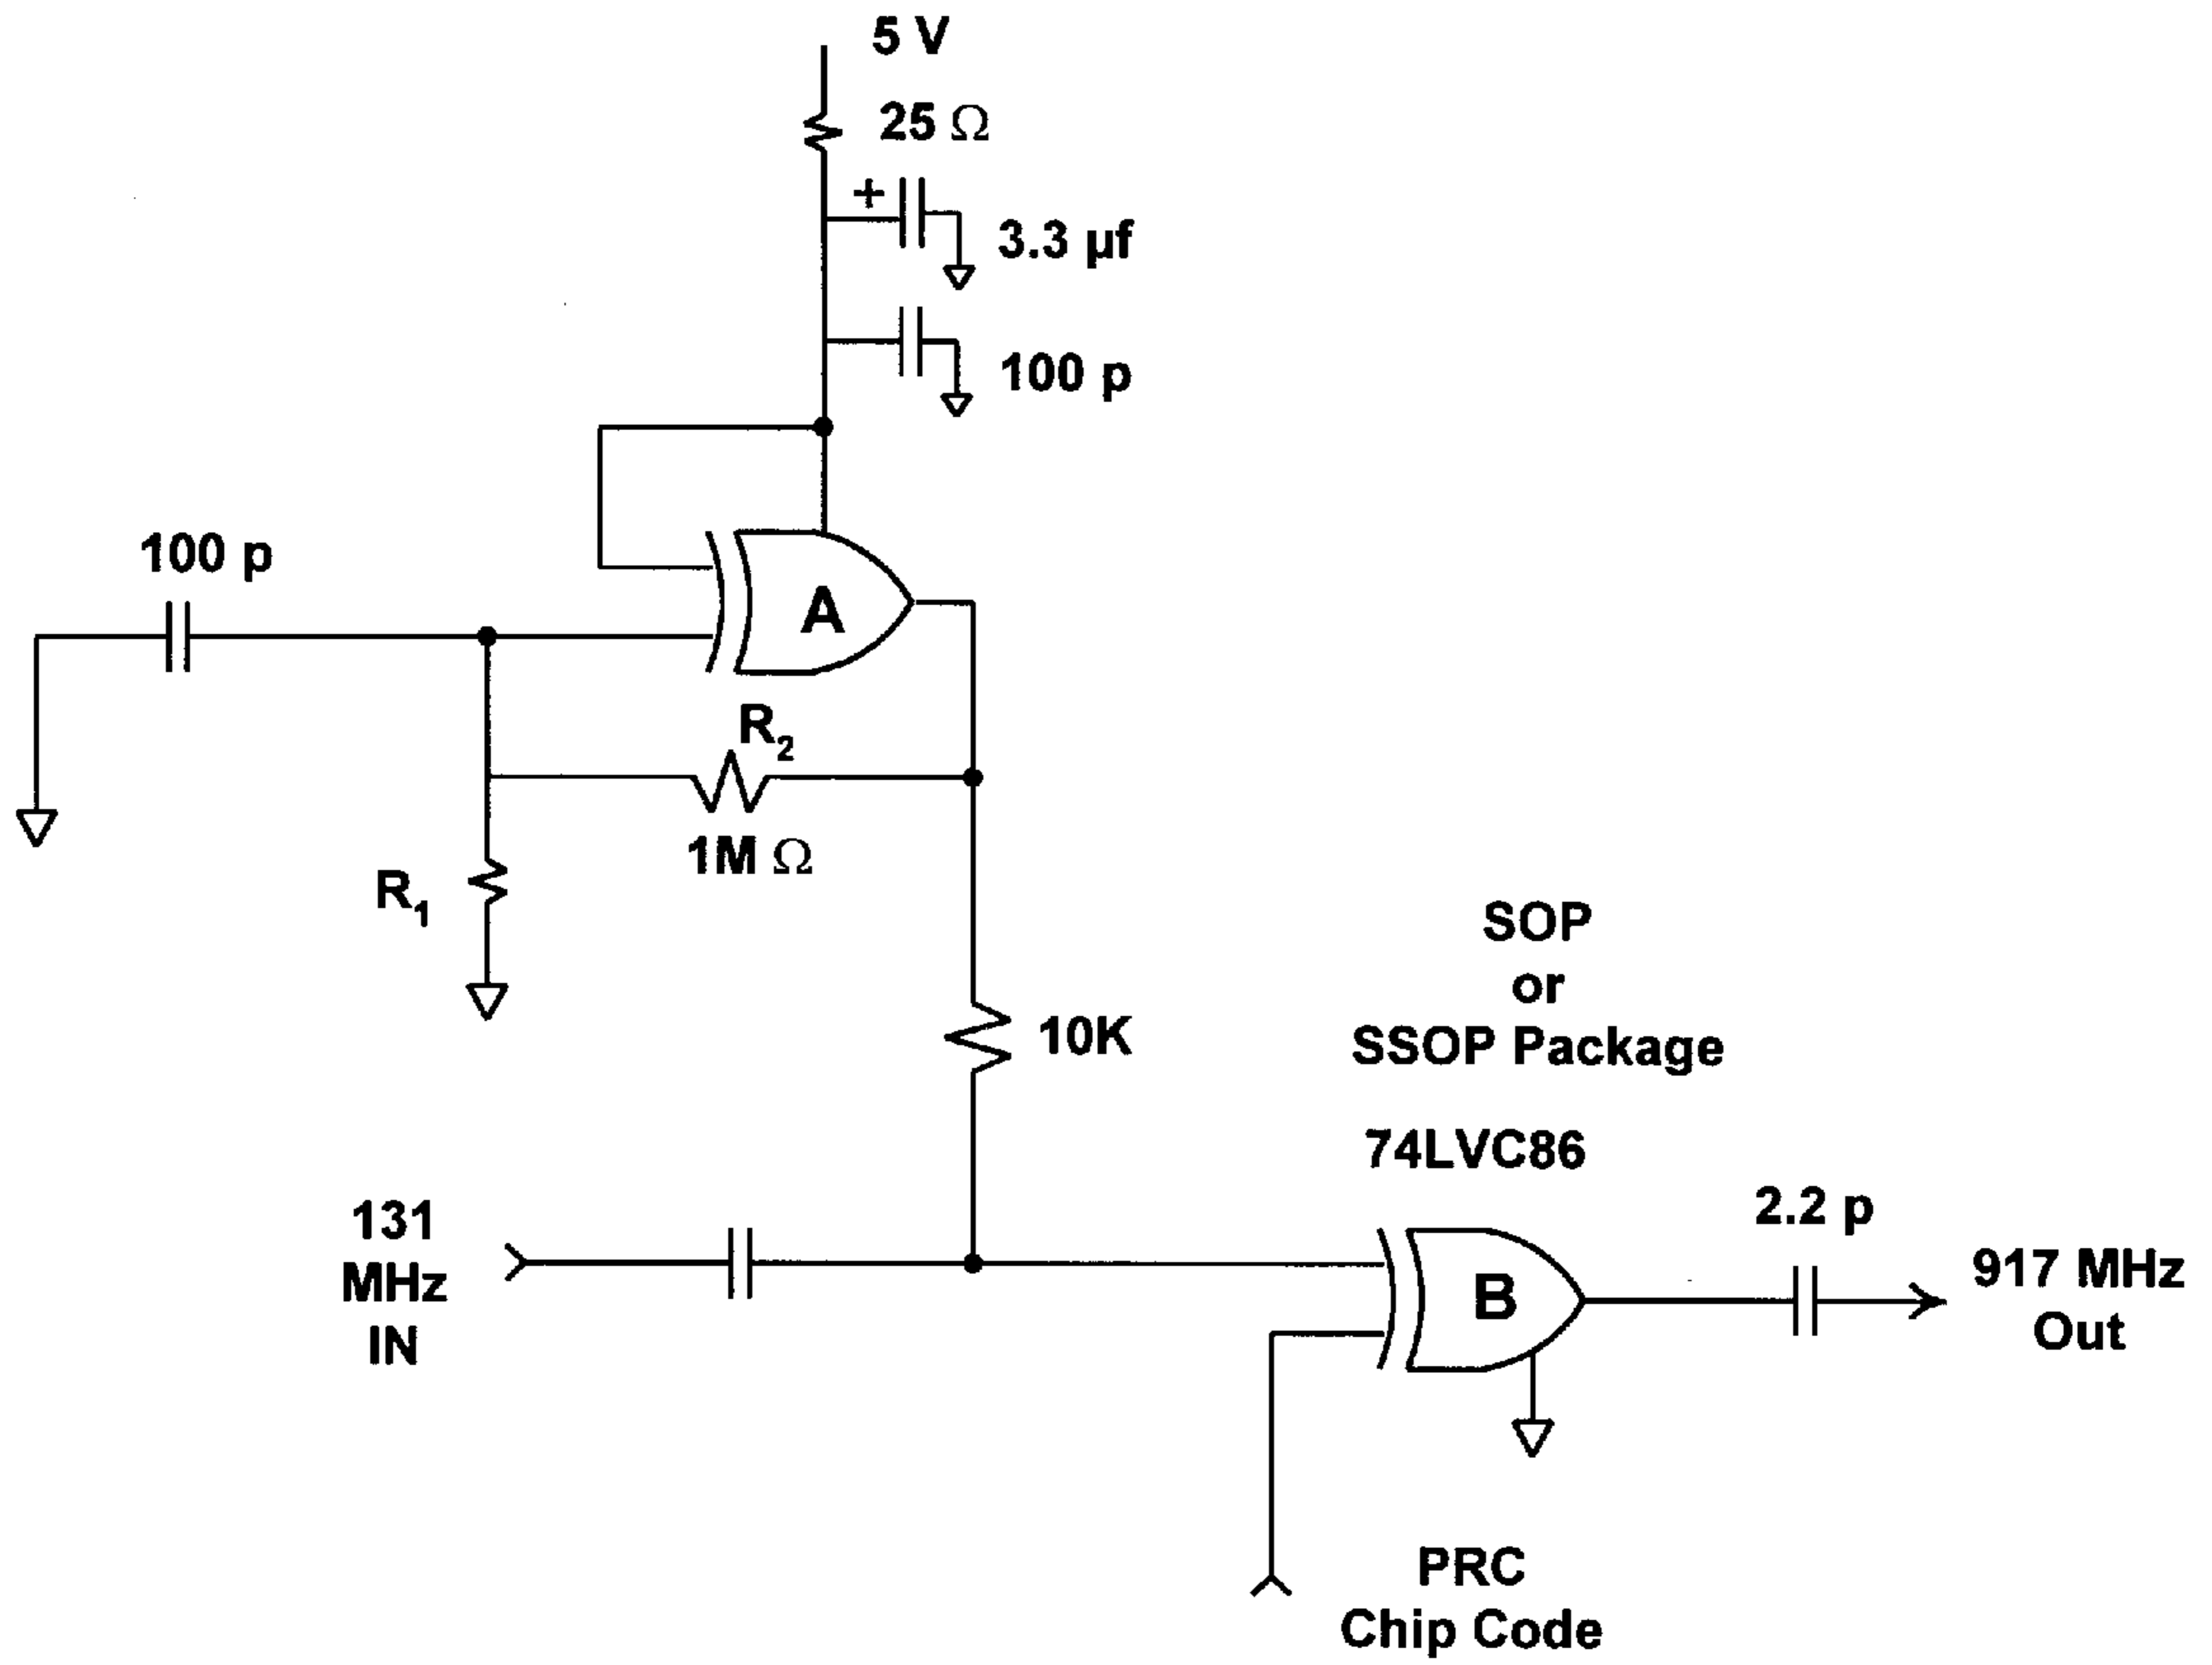 5 V
25 Ω
+
3.3 µf
100 p
100 p
A
R2
1M Ω
R1
10K
SOP
or
SSOP Package
74LVC86
2.2 p
131
MHz
IN
B
917 MHz
Out
PRC
Chip Code